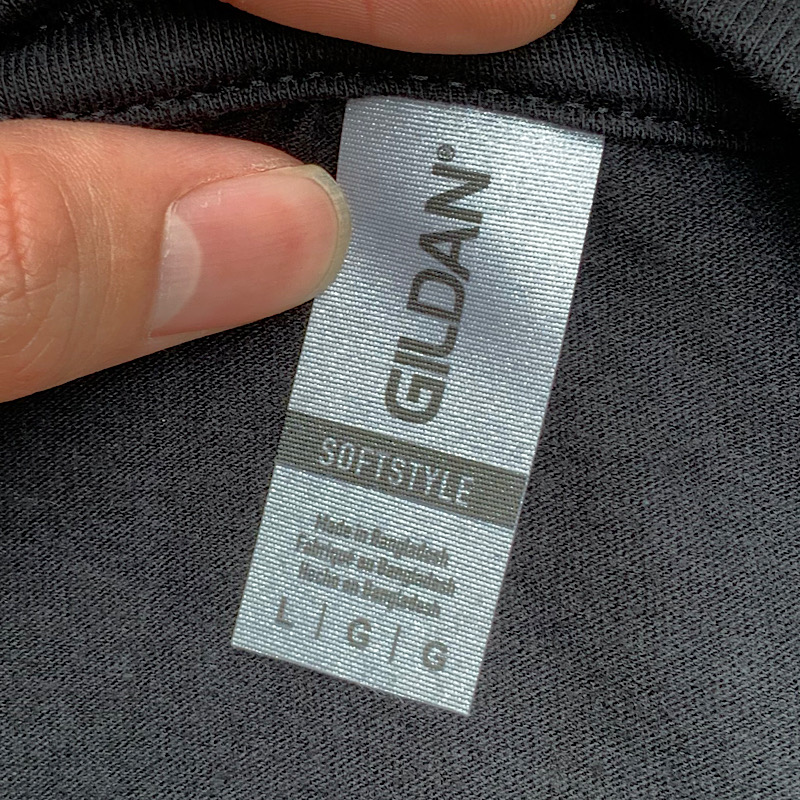 GILDAN®
SOFTSTYLE
Made in Bangladesh
Fabriqué au Bangladesh
Hecho en Bangladesh
L | G | G